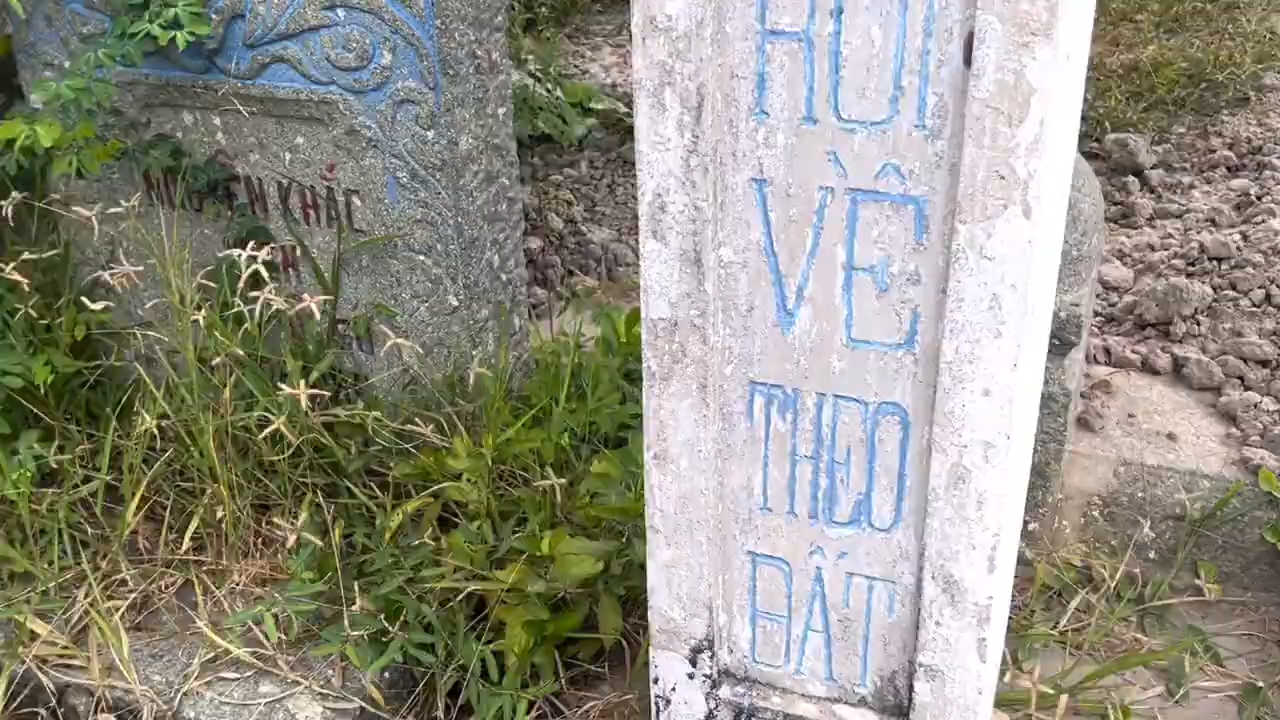 NGUYỄN KHẮC
HỒI
VỀ
THEO
ĐẤT